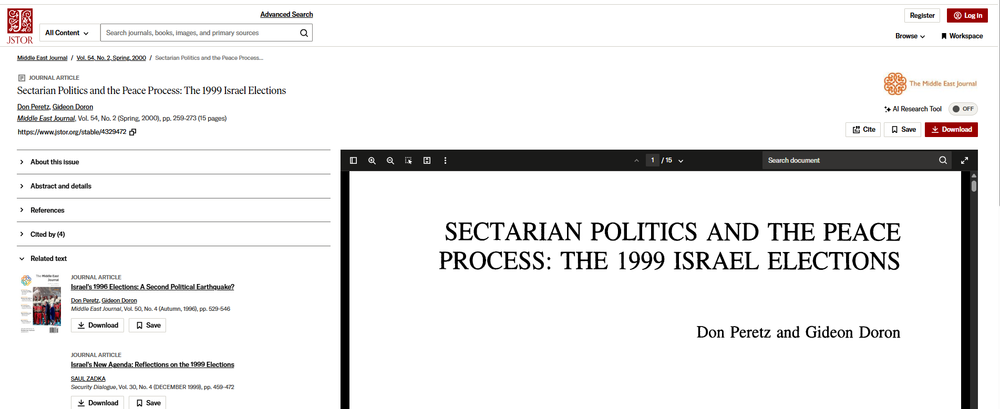 Advanced Search
Register
Log in
JSTOR
All Content
Search journals, books, images, and primary sources
Browse
Workspace
Middle East Journal / Vol. 54, No. 2, Spring, 2000 / Sectarian Politics and the Peace Process...
JOURNAL ARTICLE
Sectarian Politics and the Peace Process: The 1999 Israel Elections
Don Peretz, Gideon Doron
Middle East Journal, Vol. 54, No. 2 (Spring, 2000), pp. 259-273 (15 pages)
https://www.jstor.org/stable/4329472
The Middle East Journal
AI Research Tool OFF
Cite
Save
Download
About this issue
Abstract and details
References
Cited by (4)
Related text
The Middle East
Journal
JOURNAL ARTICLE
Israel's 1996 Elections: A Second Political Earthquake?
Don Peretz, Gideon Doron
Middle East Journal, Vol. 50, No. 4 (Autumn, 1996), pp. 529-546
Download
Save
JOURNAL ARTICLE
Israel's New Agenda: Reflections on the 1999 Elections
SAUL ZADKA
Security Dialogue, Vol. 30, No. 4 (DECEMBER 1999), pp. 459-472
Download
Save
1 / 15
Search document
SECTARIAN POLITICS AND THE PEACE
PROCESS: THE 1999 ISRAEL ELECTIONS
Don Peretz and Gideon Doron